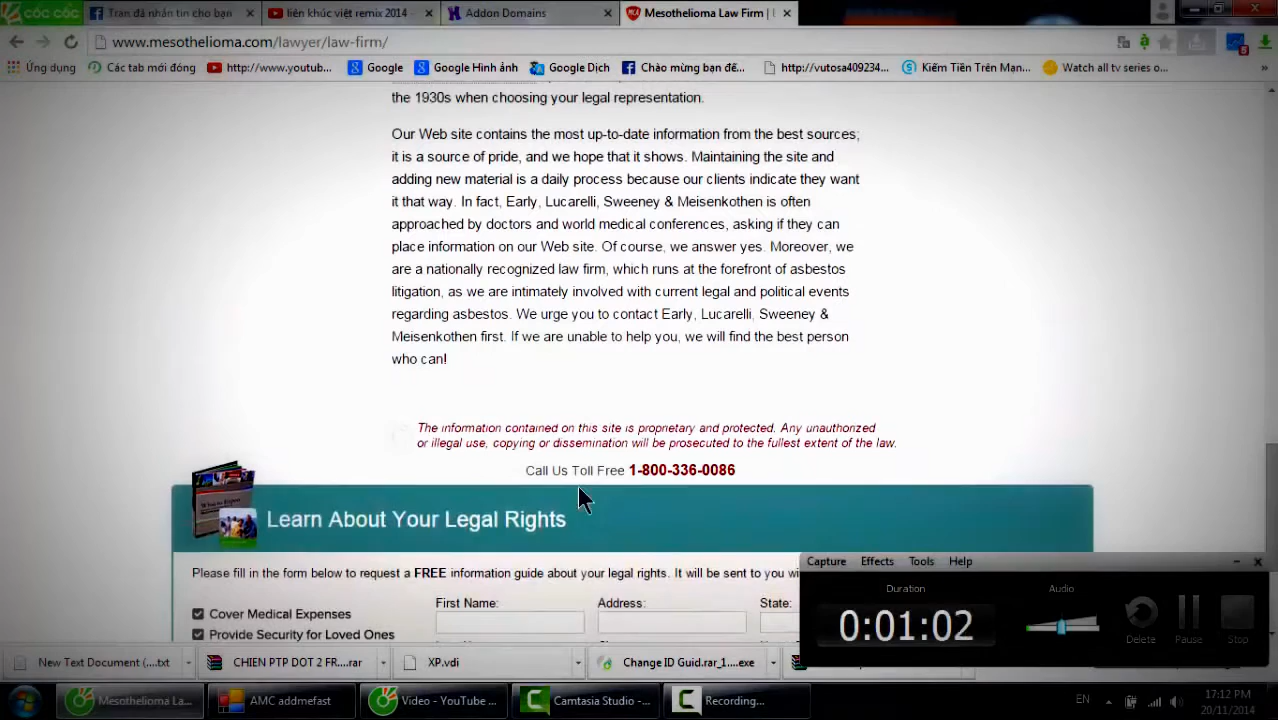 cốc cốc
Tran đã nhắn tin cho bạn
liên khúc việt remix 2014 -
Addon Domains
Mesothelioma Law Firm | L
www.mesothelioma.com/lawyer/law-firm/
5
Ứng dụng
Các tab mới đóng
http://www.youtub...
Google
Google Hình ảnh
Google Dịch
Chào mừng bạn đế...
http://vutosa409234...
Kiếm Tiền Trên Mạn...
Watch all tv series o...
the 1930s when choosing your legal representation.
Our Web site contains the most up-to-date information from the best sources;
it is a source of pride, and we hope that it shows. Maintaining the site and
adding new material is a daily process because our clients indicate they want
it that way. In fact, Early, Lucarelli, Sweeney & Meisenkothen is often
approached by doctors and world medical conferences, asking if they can
place information on our Web site. Of course, we answer yes. Moreover, we
are a nationally recognized law firm, which runs at the forefront of asbestos
litigation, as we are intimately involved with current legal and political events
regarding asbestos. We urge you to contact Early, Lucarelli, Sweeney &
Meisenkothen first. If we are unable to help you, we will find the best person
who can!
The information contained on this site is proprietary and protected. Any unauthorized
or illegal use, copying or dissemination will be prosecuted to the fullest extent of the law.
Call Us Toll Free 1-800-336-0086
Learn About Your Legal Rights
Please fill in the form below to request a FREE information guide about your legal rights. It will be sent to you wi
Cover Medical Expenses
Provide Security for Loved Ones
First Name:
Address:
State:
Capture
Effects
Tools
Help
Duration
Audio
0:01:02
Delete
Pause
Stop
New Text Document (....txt
CHIEN PTP DOT 2 FR....rar
XP.vdi
Change ID Guid.rar_1....exe
Mesothelioma La...
AMC addmefast
Video - YouTube ...
Camtasia Studio -...
Recording...
EN
17:12 PM
20/11/2014